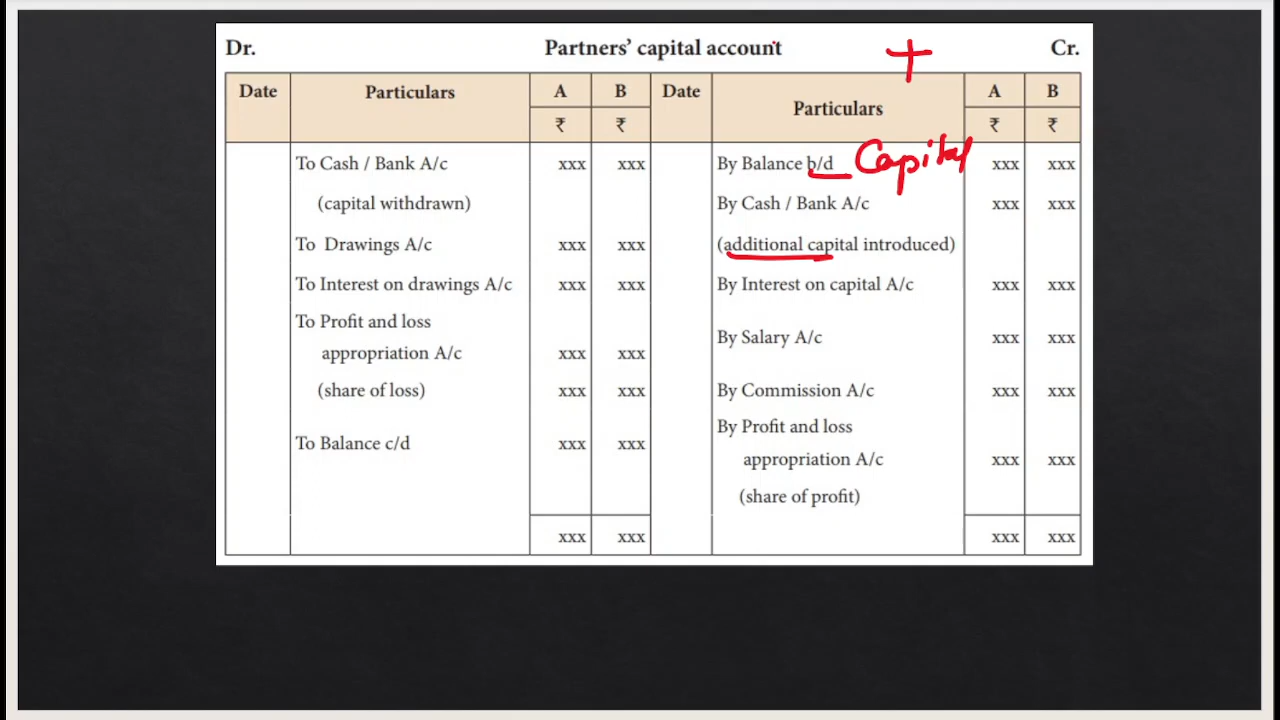 Dr. Partners' capital account + Cr.
Date Particulars A B Date Particulars A B
₹ ₹ ₹ ₹
To Cash / Bank A/c xxx xxx By Balance b/d Capital xxx xxx
(capital withdrawn) By Cash / Bank A/c xxx xxx
To Drawings A/c xxx xxx (additional capital introduced)
To Interest on drawings A/c xxx xxx By Interest on capital A/c xxx xxx
To Profit and loss
By Salary A/c xxx xxx
appropriation A/c xxx xxx
(share of loss) xxx xxx By Commission A/c xxx xxx
By Profit and loss
To Balance c/d xxx xxx
appropriation A/c xxx xxx
(share of profit)
xxx xxx xxx xxx